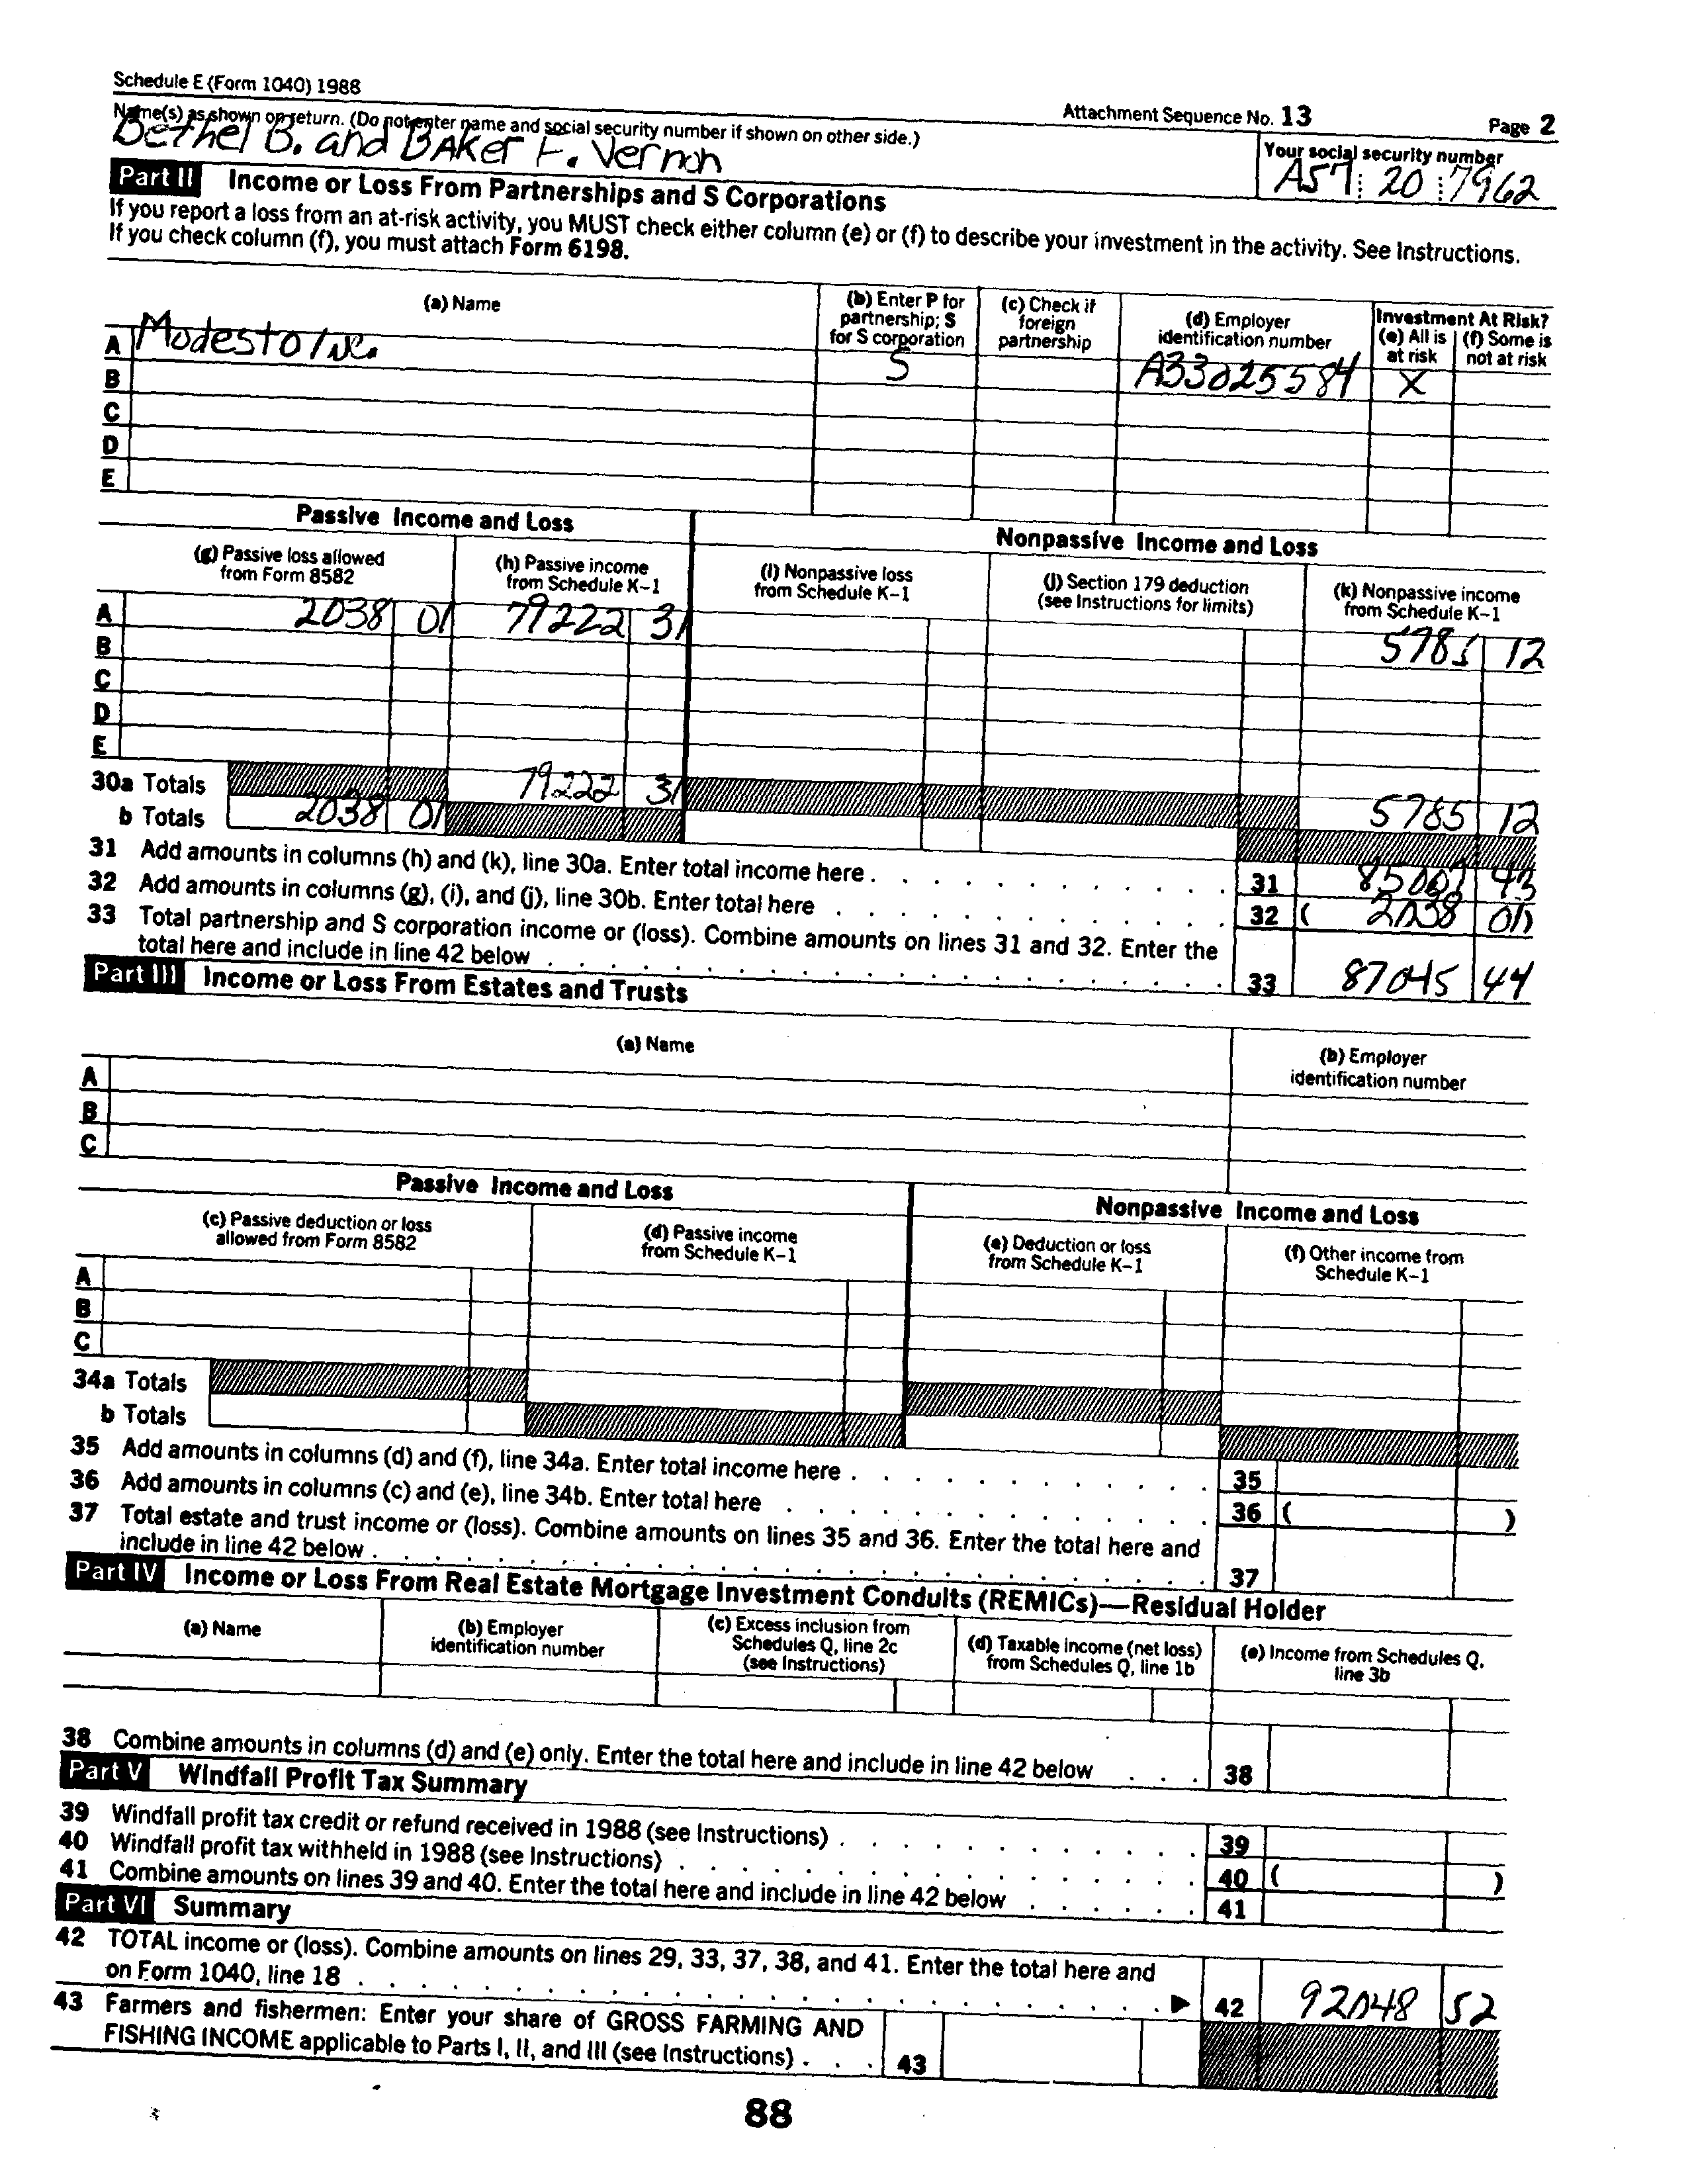 Schedule E (Form 1040) 1988
Attachment Sequence No. 13
Page 2
Name(s) as shown on return. (Do not enter name and social security number if shown on other side.)
Bethel B. and BAKER F. Vernon
Your social security number
A57 20 7962
Part II Income or Loss From Partnerships and S Corporations
If you report a loss from an at-risk activity, you MUST check either column (e) or (f) to describe your investment in the activity. See Instructions.
If you check column (f), you must attach Form 6198.
(a) Name
(b) Enter P for partnership; S for S corporation
(c) Check if foreign partnership
(d) Employer identification number
Investment At Risk?
(e) All is at risk
(f) Some is not at risk
A Modesto Inc. S A33025584 X
B
C
D
E
Passive Income and Loss
Nonpassive Income and Loss
(g) Passive loss allowed from Form 8582
(h) Passive income from Schedule K–1
(i) Nonpassive loss from Schedule K–1
(j) Section 179 deduction (see Instructions for limits)
(k) Nonpassive income from Schedule K–1
A 2038 01 79222 31 5785 12
B
C
D
E
30a Totals 79222 31 5785 12
b Totals 2038 01
31 Add amounts in columns (h) and (k), line 30a. Enter total income here . 31 85007 43
32 Add amounts in columns (g), (i), and (j), line 30b. Enter total here 32 ( 2038 01)
33 Total partnership and S corporation income or (loss). Combine amounts on lines 31 and 32. Enter the
total here and include in line 42 below 33 87045 44
Part III Income or Loss From Estates and Trusts
(a) Name
(b) Employer identification number
A
B
C
Passive Income and Loss
Nonpassive Income and Loss
(c) Passive deduction or loss allowed from Form 8582
(d) Passive income from Schedule K–1
(e) Deduction or loss from Schedule K–1
(f) Other income from Schedule K–1
A
B
C
34a Totals
b Totals
35 Add amounts in columns (d) and (f), line 34a. Enter total income here . 35
36 Add amounts in columns (c) and (e), line 34b. Enter total here 36 ( )
37 Total estate and trust income or (loss). Combine amounts on lines 35 and 36. Enter the total here and
include in line 42 below . 37
Part IV Income or Loss From Real Estate Mortgage Investment Conduits (REMICs)—Residual Holder
(a) Name
(b) Employer identification number
(c) Excess inclusion from Schedules Q, line 2c (see Instructions)
(d) Taxable income (net loss) from Schedules Q, line 1b
(e) Income from Schedules Q, line 3b
38 Combine amounts in columns (d) and (e) only. Enter the total here and include in line 42 below 38
Part V Windfall Profit Tax Summary
39 Windfall profit tax credit or refund received in 1988 (see Instructions) . 39
40 Windfall profit tax withheld in 1988 (see Instructions) . 40 ( )
41 Combine amounts on lines 39 and 40. Enter the total here and include in line 42 below 41
Part VI Summary
42 TOTAL income or (loss). Combine amounts on lines 29, 33, 37, 38, and 41. Enter the total here and
on Form 1040, line 18 ▶ 42 92048 52
43 Farmers and fishermen: Enter your share of GROSS FARMING AND
FISHING INCOME applicable to Parts I, II, and III (see Instructions) . 43
88